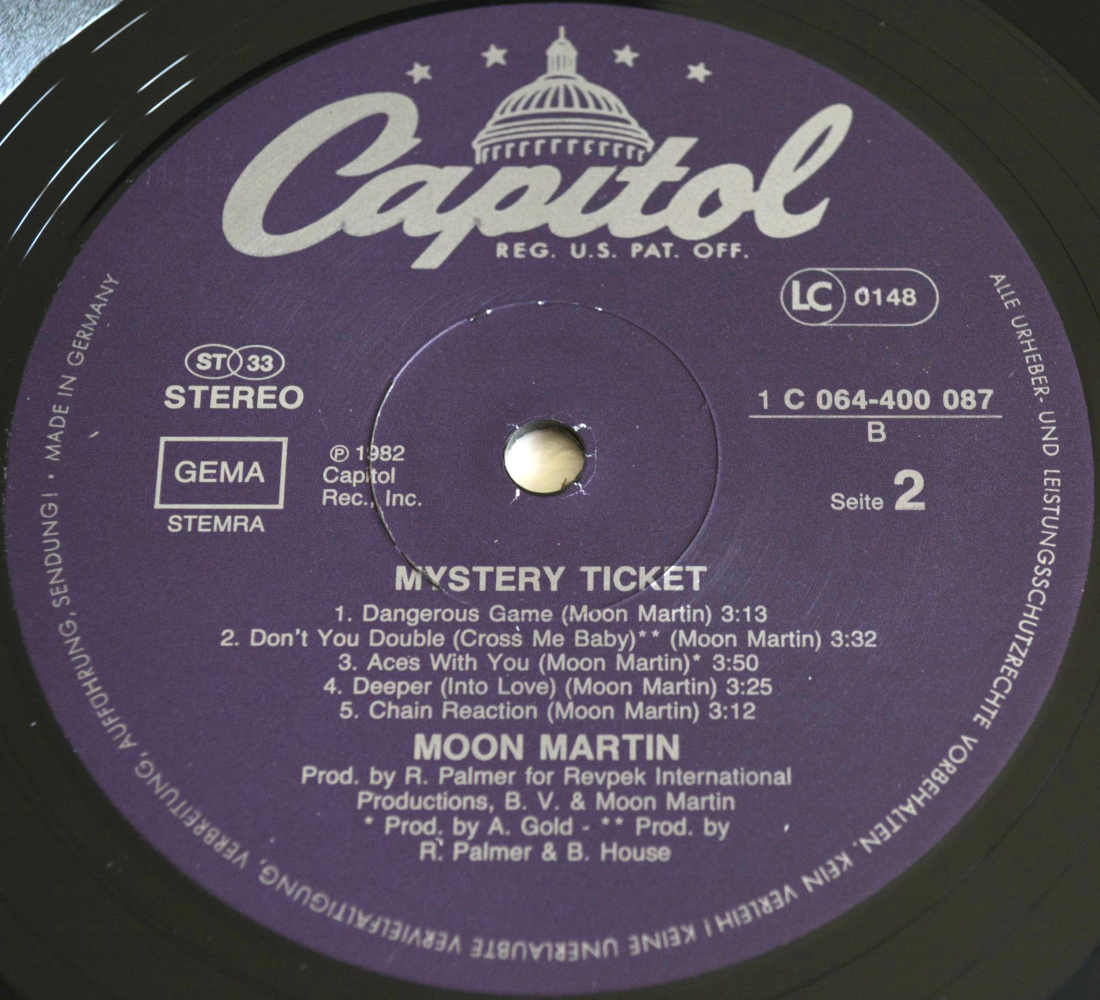 Capitol
REG. U.S. PAT. OFF.
LC 0148
ST 33
STEREO
1 C 064-400 087
B
GEMA
STEMRA
℗ 1982
Capitol
Rec., Inc.
Seite 2
MYSTERY TICKET
1. Dangerous Game (Moon Martin) 3:13
2. Don't You Double (Cross Me Baby)** (Moon Martin) 3:32
3. Aces With You (Moon Martin)* 3:50
4. Deeper (Into Love) (Moon Martin) 3:25
5. Chain Reaction (Moon Martin) 3:12
MOON MARTIN
Prod. by R. Palmer for Revpek International
Productions, B. V. & Moon Martin
* Prod. by A. Gold - ** Prod. by
R. Palmer & B. House
ALLE URHEBER- UND LEISTUNGSSCHUTZRECHTE VORBEHALTEN. KEIN VERLEIH! KEINE UNERLAUBTE VERVIELFÄLTIGUNG, VERBREITUNG, AUFFÜHRUNG, SENDUNG! · MADE IN GERMANY